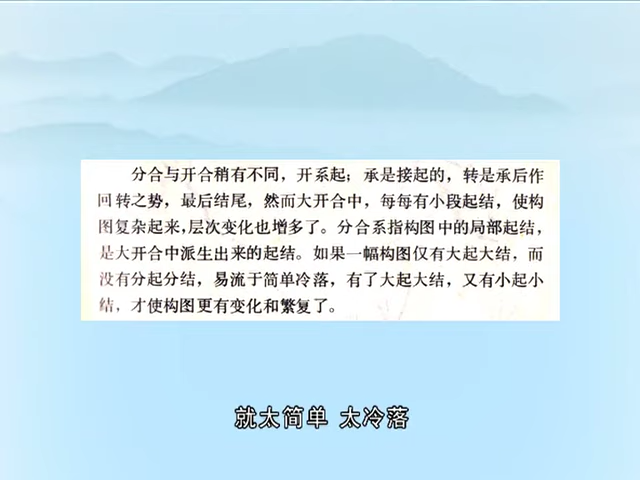 分合与开合稍有不同，开系起；承是接起的，转是承后作
回转之势，最后结尾，然而大开合中，每每有小段起结，使构
图复杂起来，层次变化也增多了。分合系指构图中的局部起结，
是大开合中派生出来的起结。如果一幅构图仅有大起大结，而
没有分起分结，易流于简单冷落，有了大起大结，又有小起小
结，才使构图更有变化和繁复了。
就太简单 太冷落